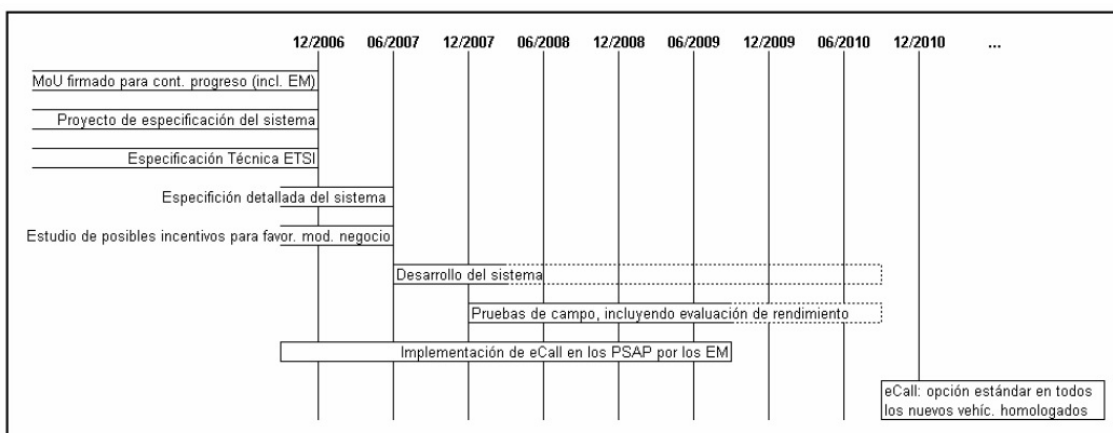 12/2006 06/2007 12/2007 06/2008 12/2008 06/2009 12/2009 06/2010 12/2010 ...
MoU firmado para cont. progreso (incl. EM)
Proyecto de especificación del sistema
Especificación Técnica ETSI
Especifición detallada del sistema
Estudio de posibles incentivos para favor. mod. negocio
Desarrollo del sistema
Pruebas de campo, incluyendo evaluación de rendimiento
Implementación de eCall en los PSAP por los EM
eCall: opción estándar en todos
los nuevos vehíc. homologados